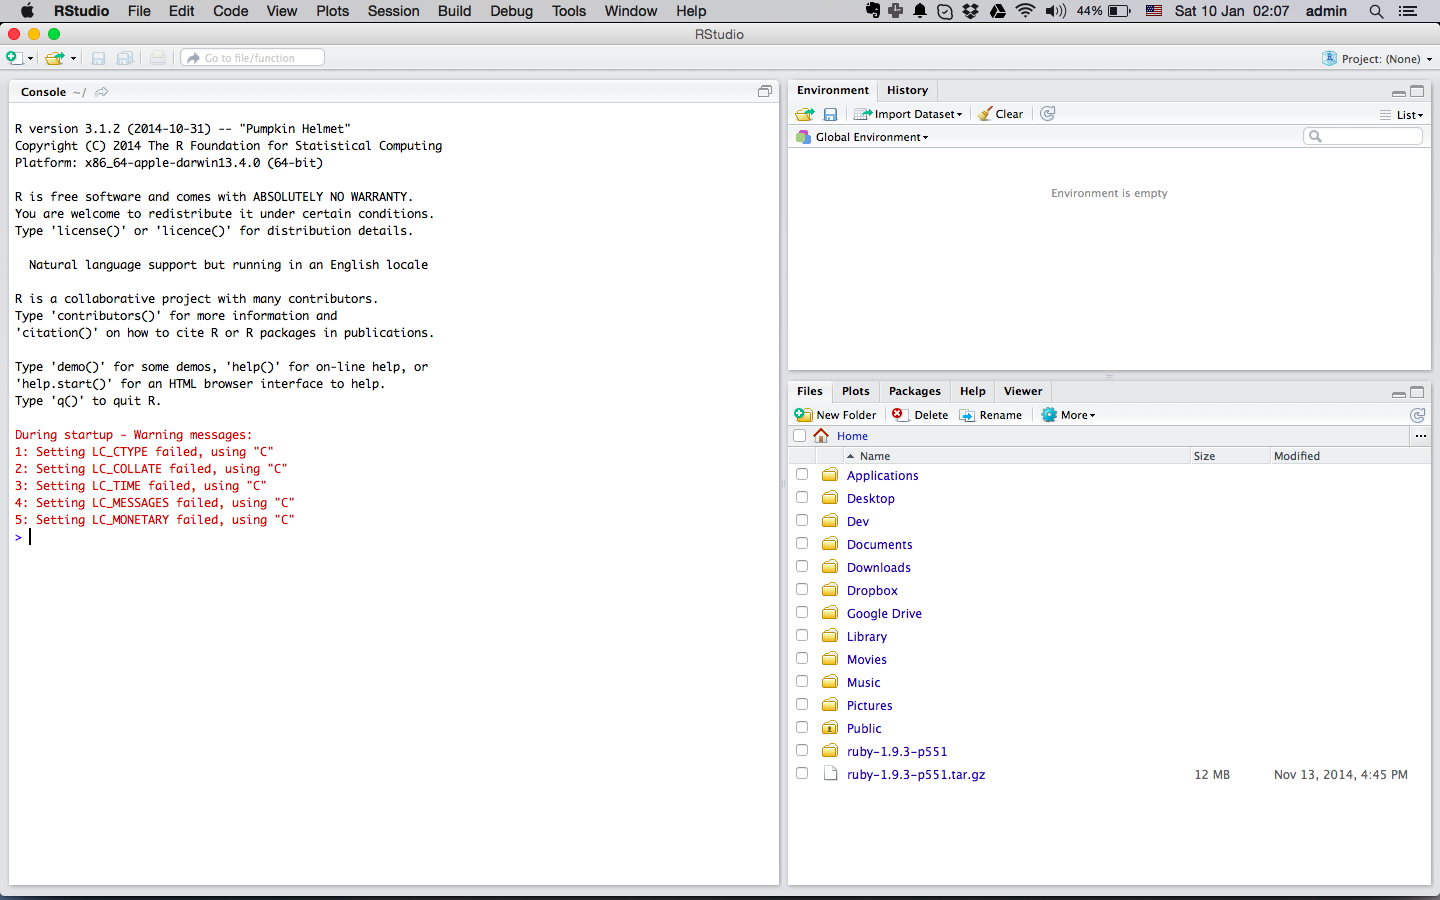 RStudio File Edit Code View Plots Session Build Debug Tools Window Help 44% Sat 10 Jan 02:07 admin
RStudio
Go to file/function Project: (None)
Console ~/
R version 3.1.2 (2014-10-31) -- "Pumpkin Helmet"
Copyright (C) 2014 The R Foundation for Statistical Computing
Platform: x86_64-apple-darwin13.4.0 (64-bit)
R is free software and comes with ABSOLUTELY NO WARRANTY.
You are welcome to redistribute it under certain conditions.
Type 'license()' or 'licence()' for distribution details.
Natural language support but running in an English locale
R is a collaborative project with many contributors.
Type 'contributors()' for more information and
'citation()' on how to cite R or R packages in publications.
Type 'demo()' for some demos, 'help()' for on-line help, or
'help.start()' for an HTML browser interface to help.
Type 'q()' to quit R.
During startup - Warning messages:
1: Setting LC_CTYPE failed, using "C"
2: Setting LC_COLLATE failed, using "C"
3: Setting LC_TIME failed, using "C"
4: Setting LC_MESSAGES failed, using "C"
5: Setting LC_MONETARY failed, using "C"
>
Environment History
Import Dataset Clear List
Global Environment
Environment is empty
Files Plots Packages Help Viewer
New Folder Delete Rename More
Home ...
Name Size Modified
Applications
Desktop
Dev
Documents
Downloads
Dropbox
Google Drive
Library
Movies
Music
Pictures
Public
ruby-1.9.3-p551
ruby-1.9.3-p551.tar.gz 12 MB Nov 13, 2014, 4:45 PM